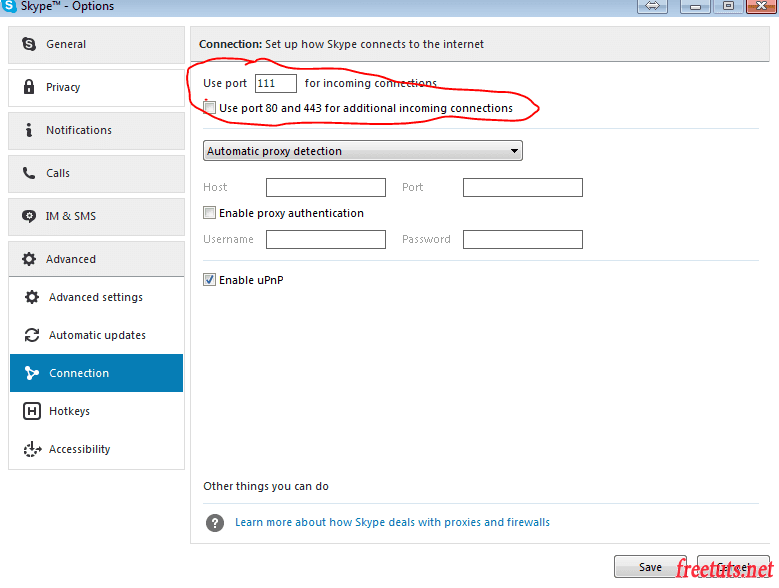 Skype™ - Options
General
Privacy
Notifications
Calls
IM & SMS
Advanced
Advanced settings
Automatic updates
Connection
Hotkeys
Accessibility
Connection: Set up how Skype connects to the internet
Use port 111 for incoming connections
Use port 80 and 443 for additional incoming connections
Automatic proxy detection
Host Port
Enable proxy authentication
Username Password
Enable uPnP
Other things you can do
? Learn more about how Skype deals with proxies and firewalls
Save Cancel
freetuts.net